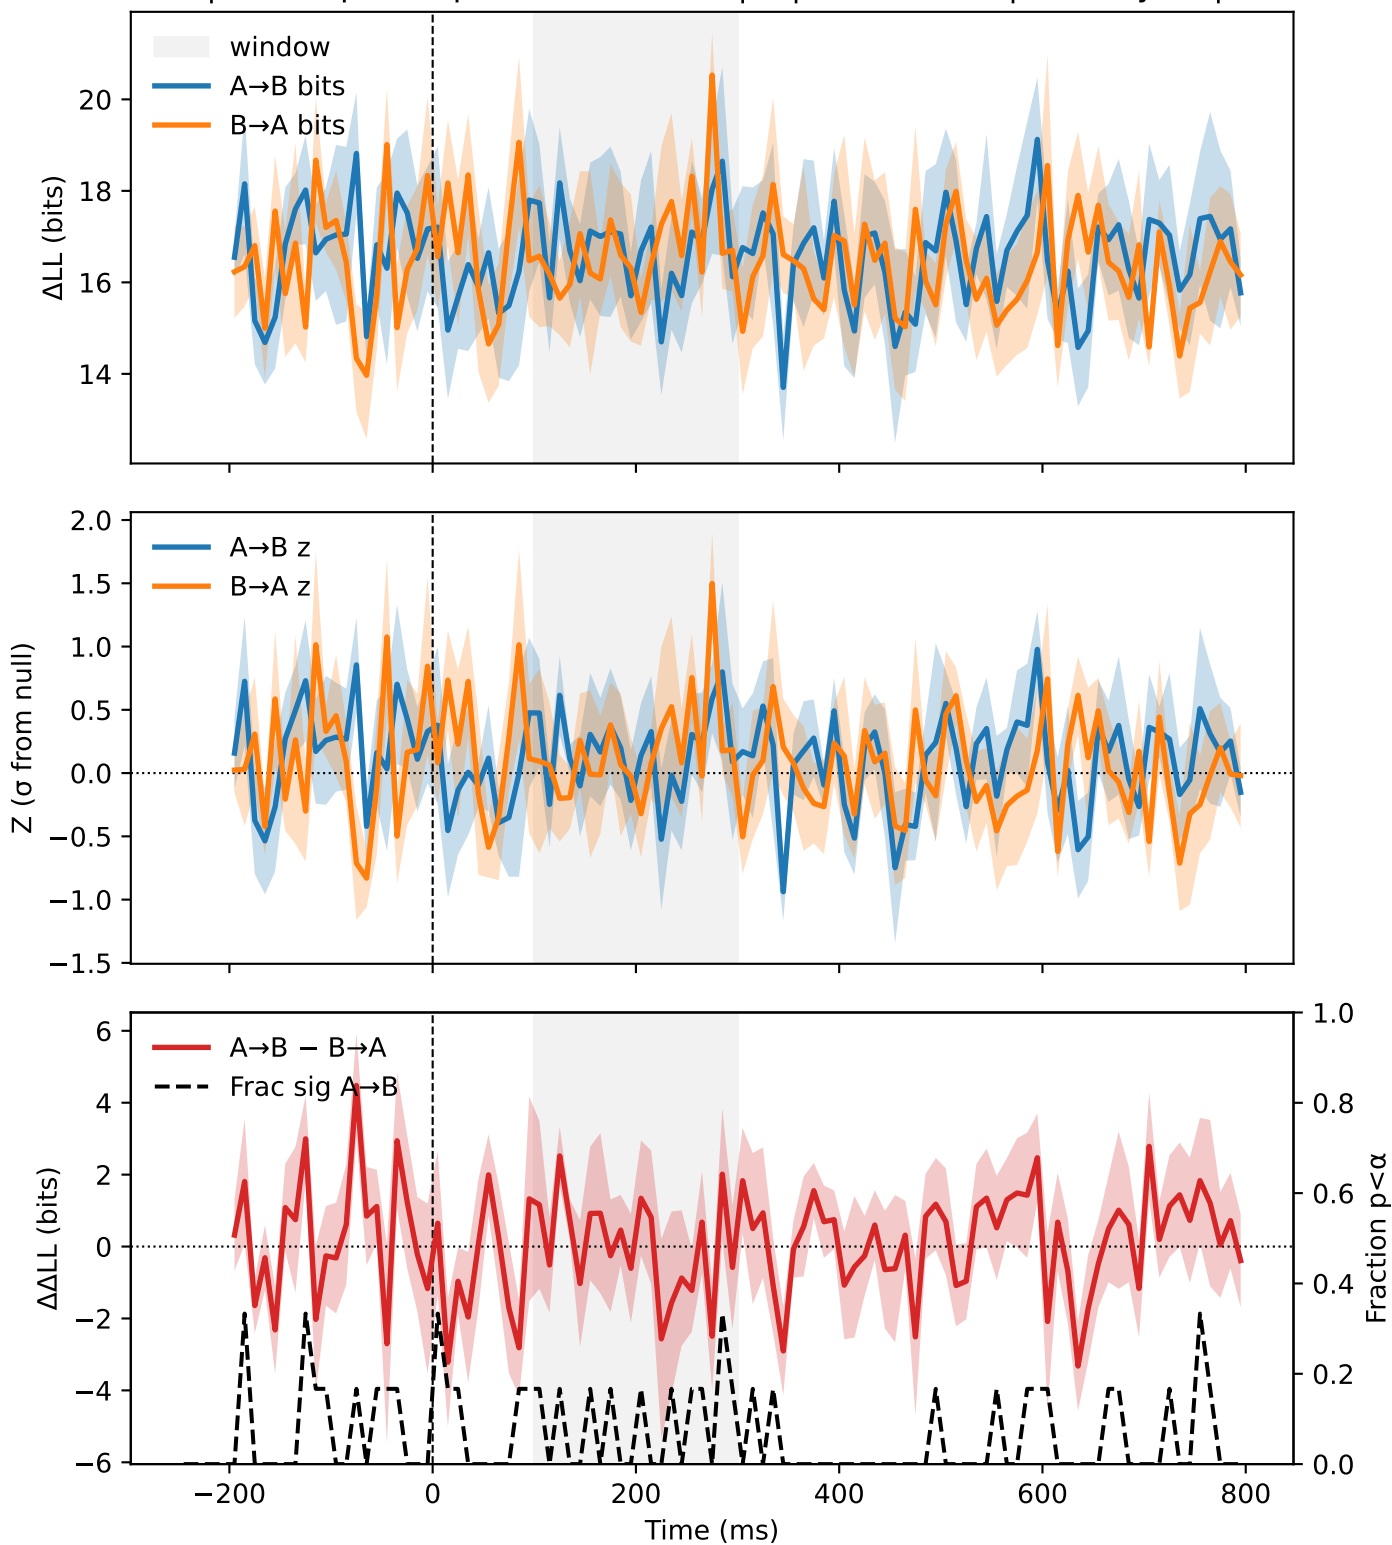 window
A→B bits
B→A bits
ΔLL (bits)
20
18
16
14
A→B z
B→A z
Z (σ from null)
2.0
1.5
1.0
0.5
0.0
−0.5
−1.0
−1.5
A→B − B→A
Frac sig A→B
ΔΔLL (bits)
6
4
2
0
−2
−4
−6
1.0
0.8
0.6
0.4
0.2
0.0
Fraction p<α
−200
0
200
400
600
800
Time (ms)